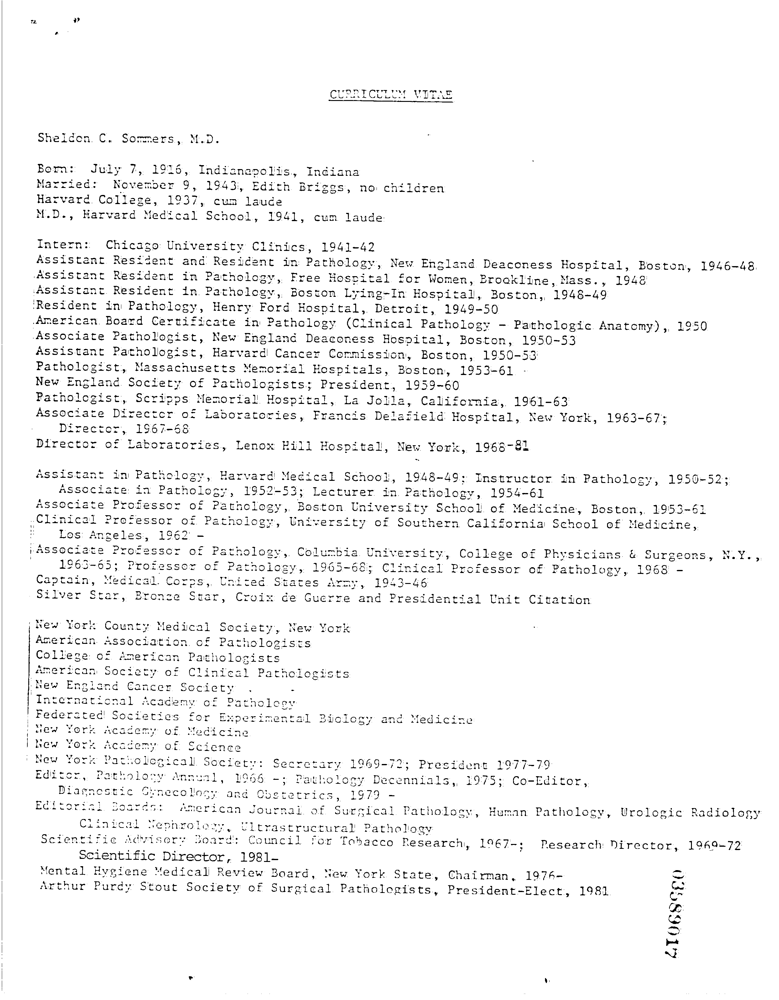 CURRICULUM VITAE
Sheldon C. Sommers, M.D.
Born: July 7, 1916, Indianapolis, Indiana
Married: November 9, 1943, Edith Briggs, no children
Harvard College, 1937, cum laude
M.D., Harvard Medical School, 1941, cum laude
Intern: Chicago University Clinics, 1941-42
Assistant Resident and Resident in Pathology, New England Deaconess Hospital, Boston, 1946-48
Assistant Resident in Pathology, Free Hospital for Women, Brookline, Mass., 1948
Assistant Resident in Pathology, Boston Lying-In Hospital, Boston, 1948-49
Resident in Pathology, Henry Ford Hospital, Detroit, 1949-50
American Board Certificate in Pathology (Clinical Pathology - Pathologic Anatomy), 1950
Associate Pathologist, New England Deaconess Hospital, Boston, 1950-53
Assistant Pathologist, Harvard Cancer Commission, Boston, 1950-53
Pathologist, Massachusetts Memorial Hospitals, Boston, 1953-61
New England Society of Pathologists; President, 1959-60
Pathologist, Scripps Memorial Hospital, La Jolla, California, 1961-63
Associate Director of Laboratories, Francis Delafield Hospital, New York, 1963-67;
Director, 1967-68
Director of Laboratories, Lenox Hill Hospital, New York, 1968-81
Assistant in Pathology, Harvard Medical School, 1948-49; Instructor in Pathology, 1950-52;
Associate in Pathology, 1952-53; Lecturer in Pathology, 1954-61
Associate Professor of Pathology, Boston University School of Medicine, Boston, 1953-61
Clinical Professor of Pathology, University of Southern California School of Medicine,
Los Angeles, 1962 -
Associate Professor of Pathology, Columbia University, College of Physicians & Surgeons, N.Y.,
1963-65; Professor of Pathology, 1965-68; Clinical Professor of Pathology, 1968 -
Captain, Medical Corps, United States Army, 1943-46
Silver Star, Bronze Star, Croix de Guerre and Presidential Unit Citation
New York County Medical Society, New York
American Association of Pathologists
College of American Pathologists
American Society of Clinical Pathologists
New England Cancer Society
International Academy of Pathology
Federated Societies for Experimental Biology and Medicine
New York Academy of Medicine
New York Academy of Science
New York Pathological Society: Secretary 1969-72; President 1977-79
Editor, Pathology Annual, 1966 -; Pathology Decennials, 1975; Co-Editor,
Diagnostic Gynecology and Obstetrics, 1979 -
Editorial Boards: American Journal of Surgical Pathology, Human Pathology, Urologic Radiology
Clinical Nephrology, Ultrastructural Pathology
Scientific Advisory Board: Council for Tobacco Research, 1967-; Research Director, 1969-72
Scientific Director, 1981-
Mental Hygiene Medical Review Board, New York State, Chairman, 1976-
Arthur Purdy Stout Society of Surgical Pathologists, President-Elect, 1981
03589017